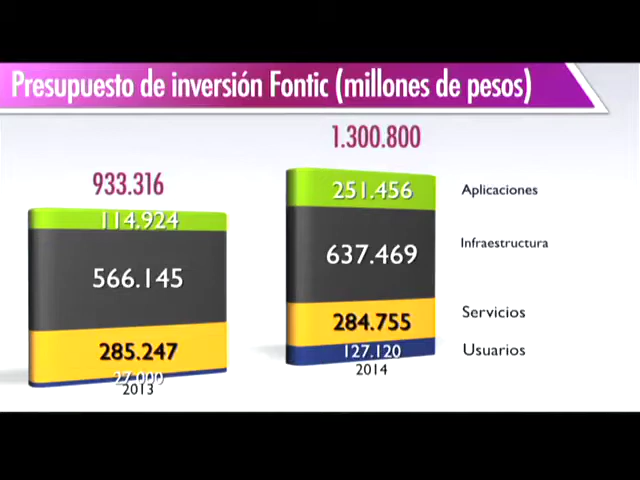 Presupuesto de inversión Fontic (millones de pesos)
1.300.800
933.316
251.456
Aplicaciones
114.924
637.469
Infraestructura
566.145
284.755
Servicios
285.247
127.120
Usuarios
27.000
2014
2013